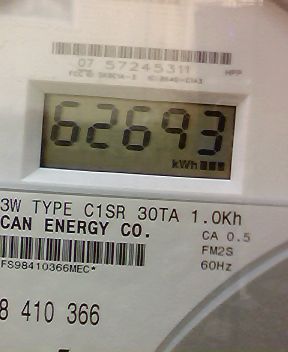 07 57245311
HPP
62693
kWh
3W TYPE C1SR 30TA 1.0Kh
CAN ENERGY CO.
CA 0.5
FM2S
60Hz
FS98410366MEC*
8 410 366